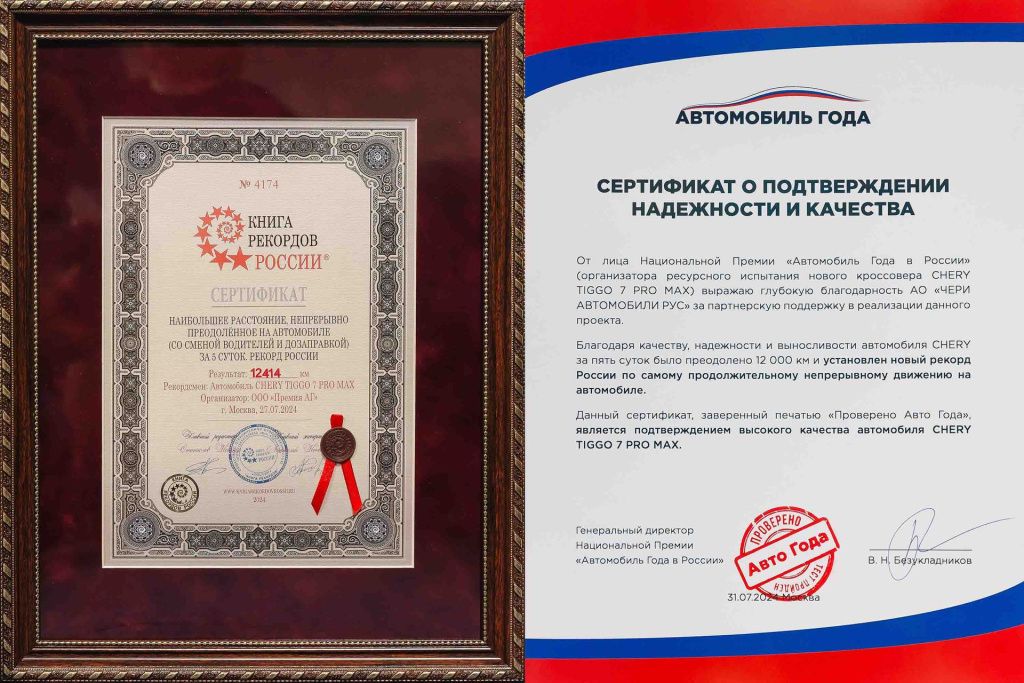 № 4174
КНИГА
РЕКОРДОВ
РОССИИ®
СЕРТИФИКАТ
НАИБОЛЬШЕЕ РАССТОЯНИЕ, НЕПРЕРЫВНО
ПРЕОДОЛЁННОЕ НА АВТОМОБИЛЕ
(СО СМЕНОЙ ВОДИТЕЛЕЙ И ДОЗАПРАВКОЙ)
ЗА 5 СУТОК. РЕКОРД РОССИИ
Результат: 12414 км
Рекордсмен: Автомобиль CHERY TIGGO 7 PRO MAX
Организатор: ООО «Премия АГ»
г. Москва, 27.07.2024
2024
АВТОМОБИЛЬ ГОДА
СЕРТИФИКАТ О ПОДТВЕРЖДЕНИИ
НАДЕЖНОСТИ И КАЧЕСТВА
От лица Национальной Премии «Автомобиль Года в России»
(организатора ресурсного испытания нового кроссовера CHERY
TIGGO 7 PRO MAX) выражаю глубокую благодарность АО «ЧЕРИ
АВТОМОБИЛИ РУС» за партнерскую поддержку в реализации данного
проекта.
Благодаря качеству, надежности и выносливости автомобиля CHERY
за пять суток было преодолено 12 000 км и установлен новый рекорд
России по самому продолжительному непрерывному движению на
автомобиле.
Данный сертификат, заверенный печатью «Проверено Авто Года»,
является подтверждением высокого качества автомобиля CHERY
TIGGO 7 PRO MAX.
Генеральный директор
Национальной Премии
«Автомобиль Года в России»
ПРОВЕРЕНО
Авто Года
ТЕСТ ПРОЙДЕН
В. Н. Безукладников
31.07.2024 Москва